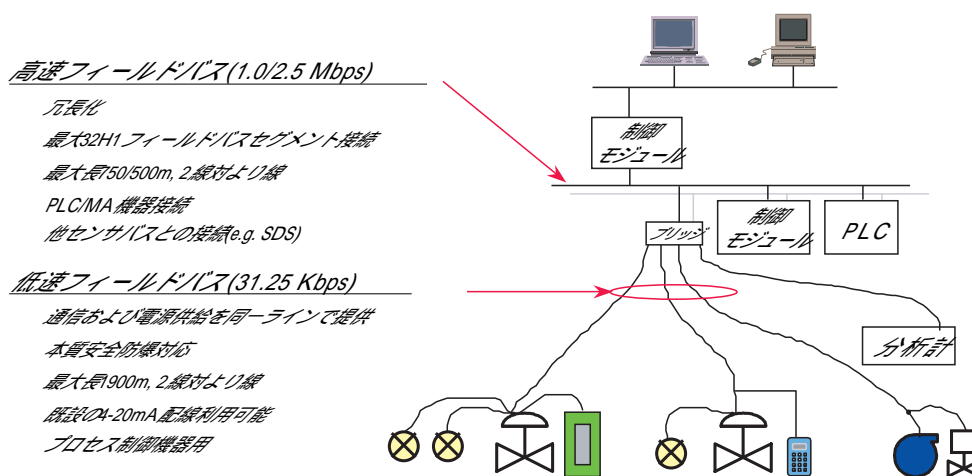 高速フィールドバス(1.0/2.5 Mbps)
冗長化
最大32H1フィールドバスセグメント接続
最大長750/500m, 2線対より線
PLC/MA 機器接続
他センサバスとの接続(e.g. SDS)
低速フィールドバス(31.25 Kbps)
通信および電源供給を同一ラインで提供
本質安全防爆対応
最大長1900m, 2線対より線
既設の4-20mA 配線利用可能
プロセス制御機器用
制御
モジュール
ブリッジ
制御
モジュール
PLC
分析計